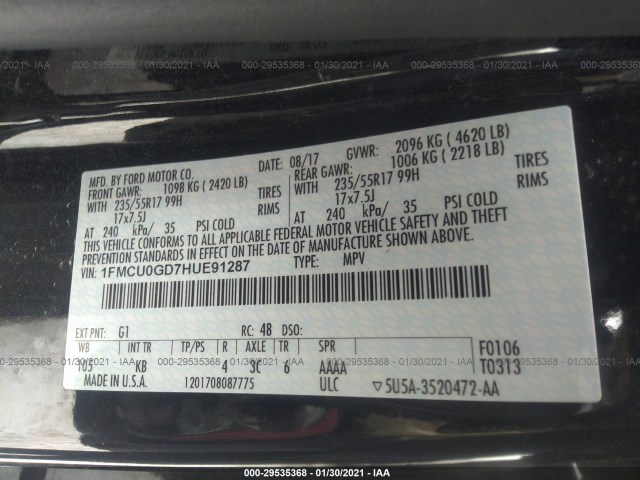 000-29535368 - 01/30/2021 - IAA
MFD. BY FORD MOTOR CO.
DATE: 08/17 GVWR: 2096 KG ( 4620 LB)
FRONT GAWR: 1098 KG ( 2420 LB)
REAR GAWR: 1006 KG ( 2218 LB)
WITH 235/55R17 99H TIRES
WITH 235/55R17 99H TIRES
17x7.5J RIMS
17x7.5J RIMS
AT 240 kPa/ 35 PSI COLD
AT 240 kPa/ 35 PSI COLD
THIS VEHICLE CONFORMS TO ALL APPLICABLE FEDERAL MOTOR VEHICLE SAFETY AND THEFT
PREVENTION STANDARDS IN EFFECT ON THE DATE OF MANUFACTURE SHOWN ABOVE.
VIN: 1FMCU0GD7HUE91287 TYPE: MPV
EXT PNT: G1 RC: 48 DSO:
WB INT TR TP/PS R AXLE TR SPR
105 KB 4 3C 6 AAAA
F0106
T0313
MADE IN U.S.A. 1201708087775 ULC ▽5U5A-3520472-AA
000-29535368 - 01/30/2021 - IAA